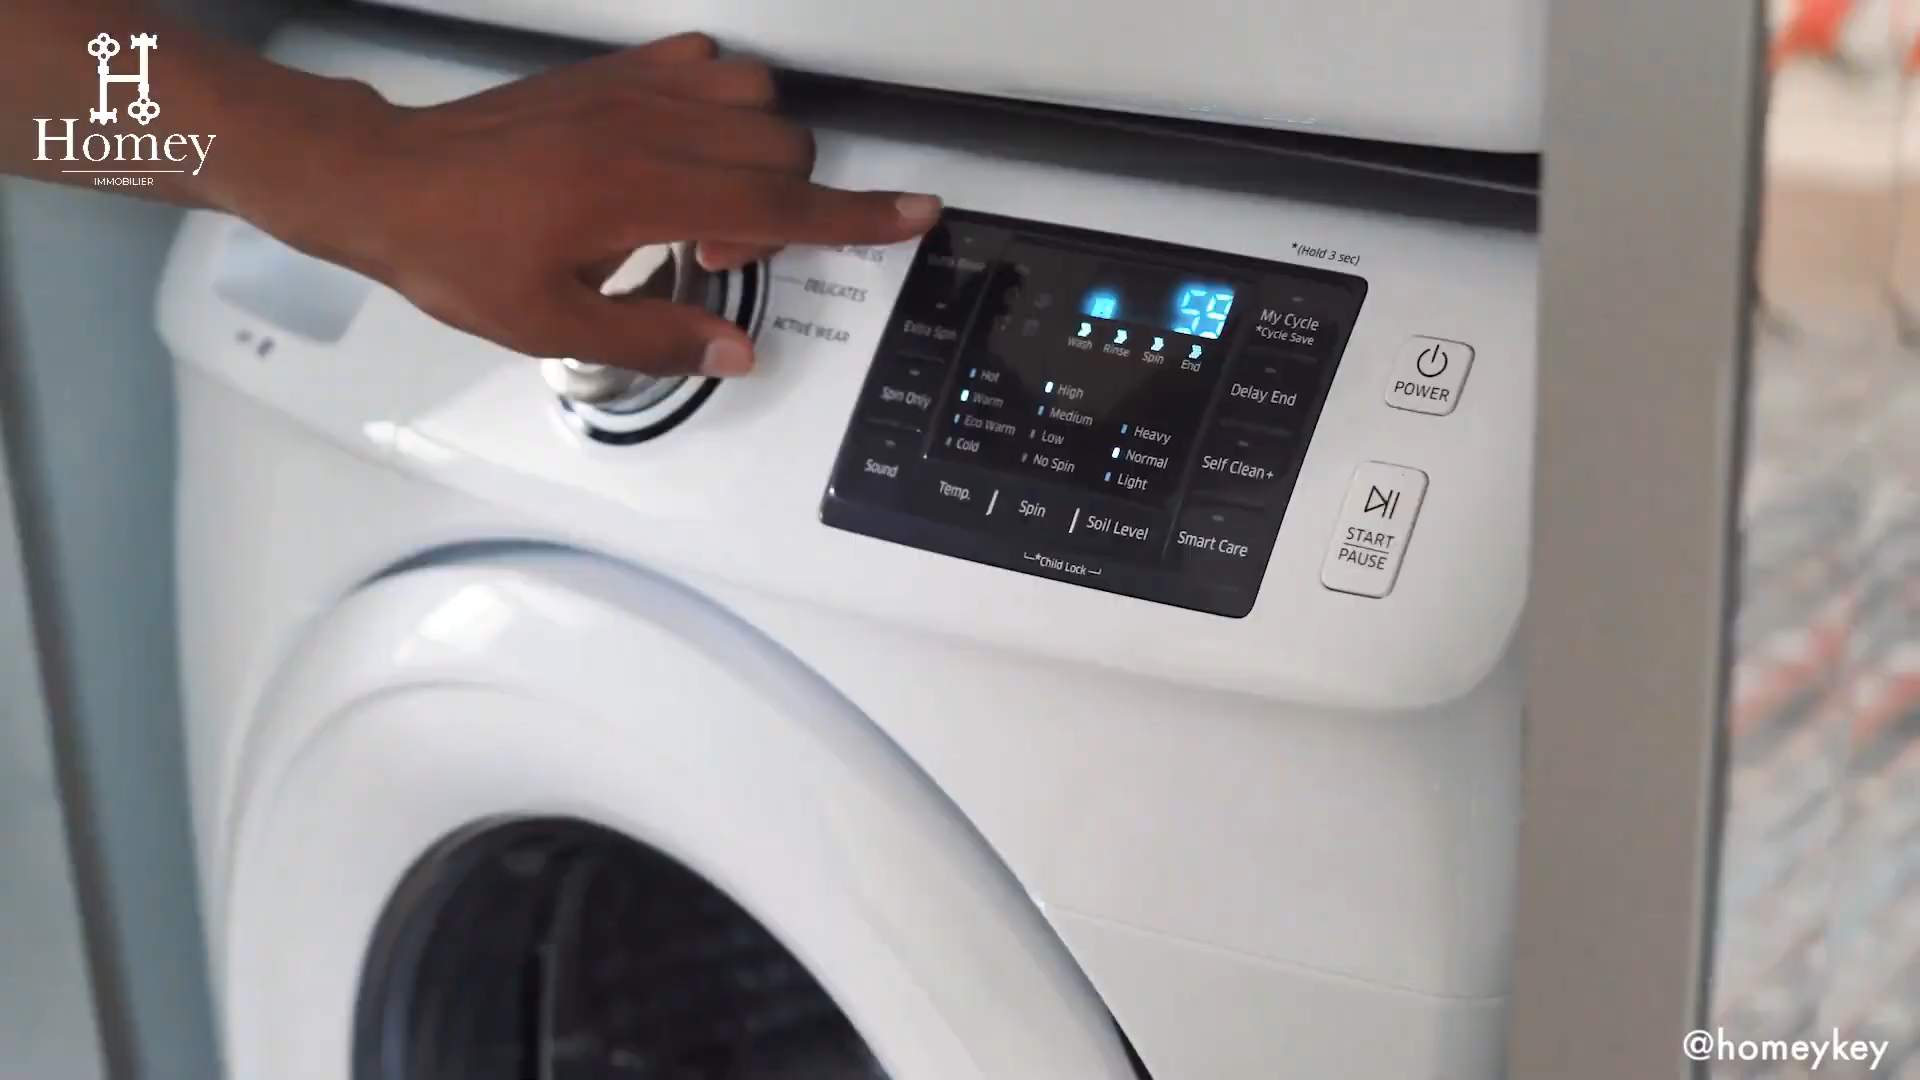 Homey
IMMOBILIER
DELICATES
ACTIVE WEAR
*(Hold 3 sec)
59
Wash
Rinse
Spin
End
My Cycle
*Cycle Save
Extra Spin
Delay End
Spin Only
Self Clean+
Sound
Smart Care
Hot
Warm
Eco Warm
Cold
High
Medium
Low
No Spin
Heavy
Normal
Light
Temp.
Spin
Soil Level
*Child Lock
POWER
START
PAUSE
@homeykey